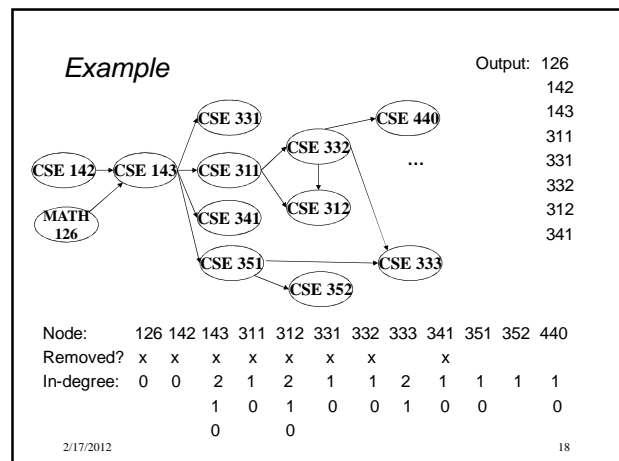 Example
Output: 126
142
143
311
331
332
312
341
CSE 331
CSE 440
CSE 332
...
CSE 142
CSE 143
CSE 311
CSE 312
MATH
126
CSE 341
CSE 351
CSE 333
CSE 352
Node: 126 142 143 311 312 331 332 333 341 351 352 440
Removed? x x x x x x x x
In-degree: 0 0 2 1 2 1 1 2 1 1 1 1
1 0 1 0 0 1 0 0 0
0 0
2/17/2012
18